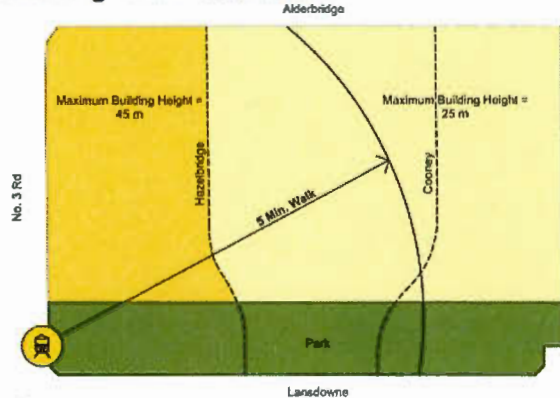 Alderbridge
Maximum Building Height =
45 m
Maximum Building Height =
25 m
No. 3 Rd
Hazelbridge
Cooney
5 Min. Walk
Park
Lansdowne